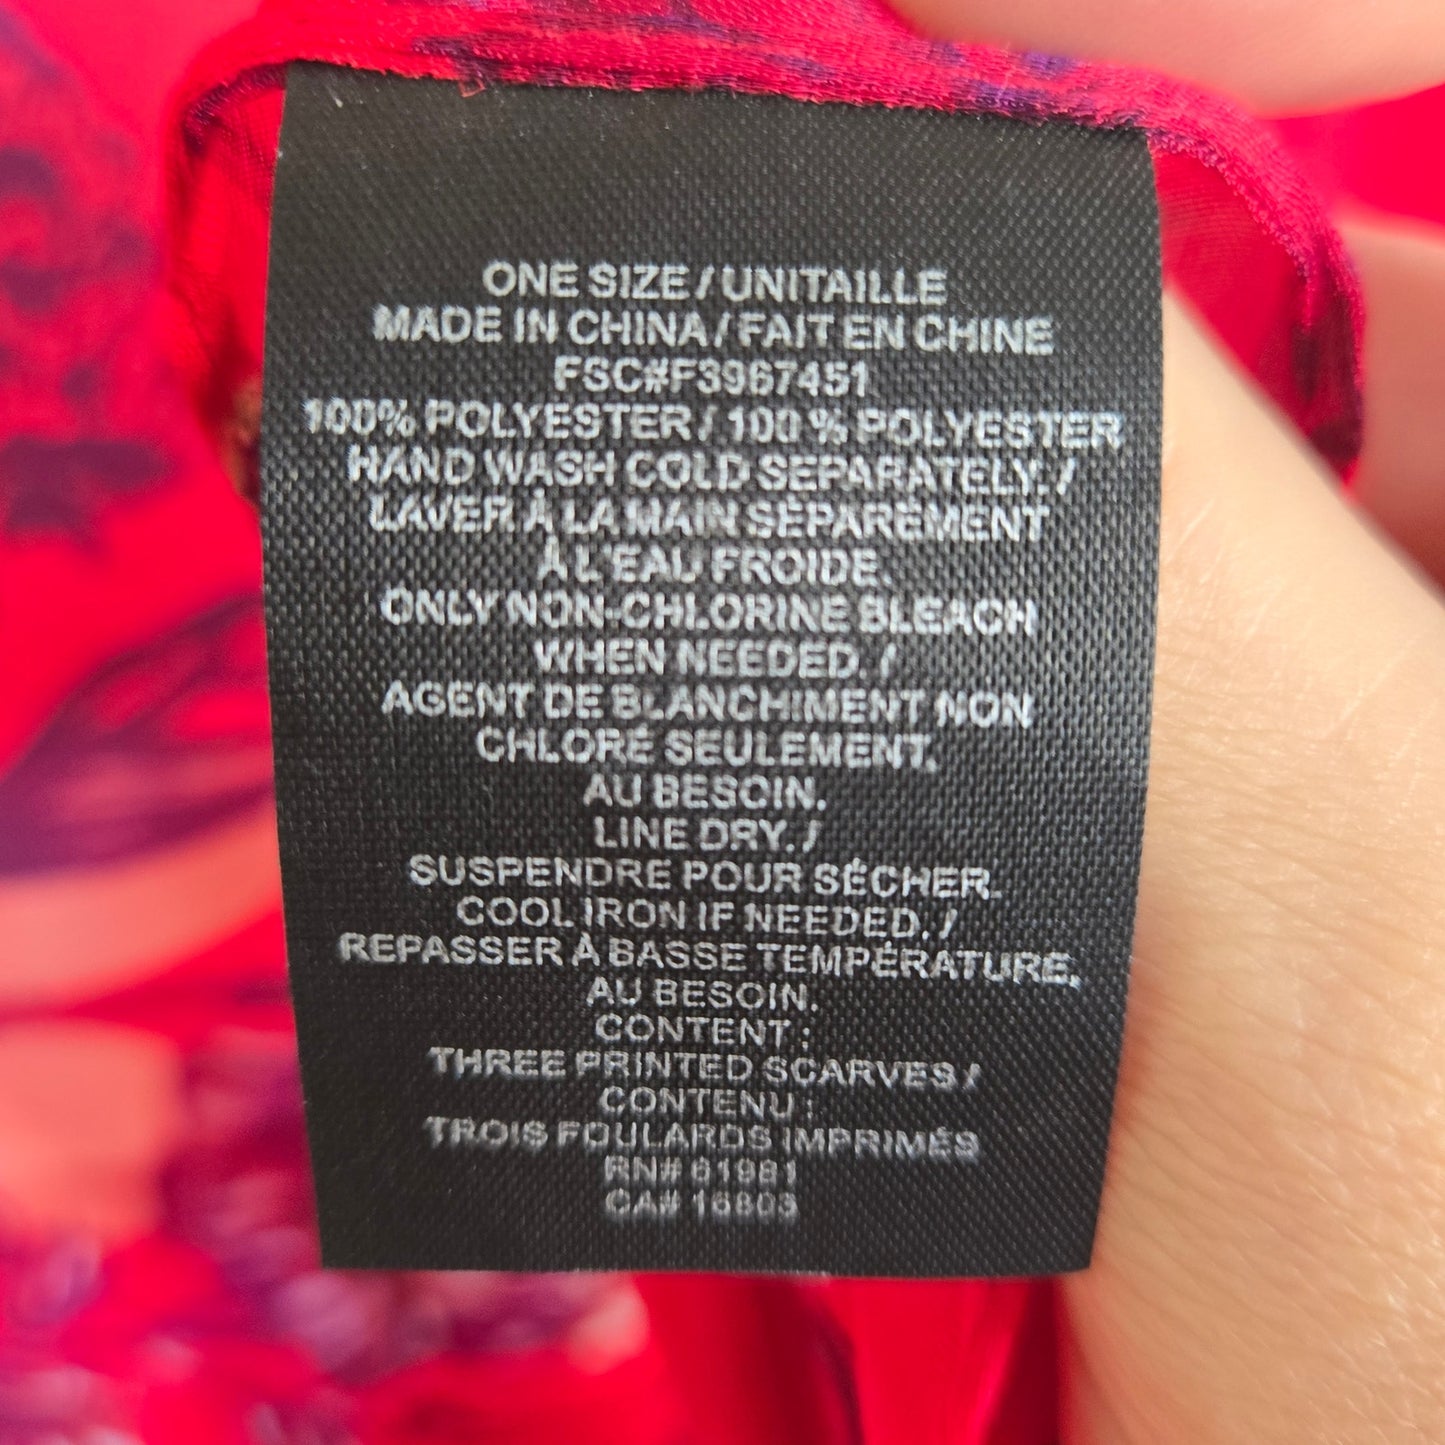 ONE SIZE / UNITAILLE
MADE IN CHINA / FAIT EN CHINE
FSC#F3967451
100% POLYESTER / 100 % POLYESTER
HAND WASH COLD SEPARATELY. /
LAVER À LA MAIN SÉPARÉMENT
À L'EAU FROIDE.
ONLY NON-CHLORINE BLEACH
WHEN NEEDED. /
AGENT DE BLANCHIMENT NON
CHLORÉ SEULEMENT.
AU BESOIN.
LINE DRY. /
SUSPENDRE POUR SÉCHER.
COOL IRON IF NEEDED. /
REPASSER À BASSE TEMPÉRATURE,
AU BESOIN.
CONTENT :
THREE PRINTED SCARVES /
CONTENU :
TROIS FOULARDS IMPRIMÉS
RN# 61981
CA# 16803